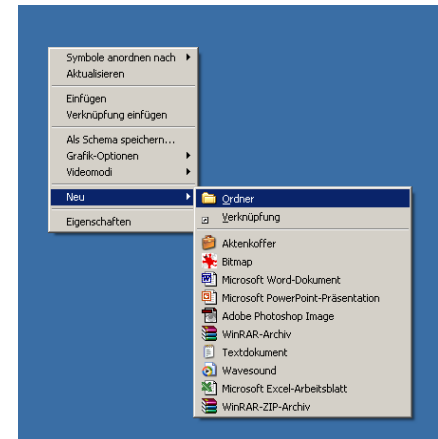 Symbole anordnen nach
Aktualisieren
Einfügen
Verknüpfung einfügen
Als Schema speichern...
Grafik-Optionen
Videomodi
Neu
Eigenschaften
Ordner
Verknüpfung
Aktenkoffer
Bitmap
Microsoft Word-Dokument
Microsoft PowerPoint-Präsentation
Adobe Photoshop Image
WinRAR-Archiv
Textdokument
Wavesound
Microsoft Excel-Arbeitsblatt
WinRAR-ZIP-Archiv